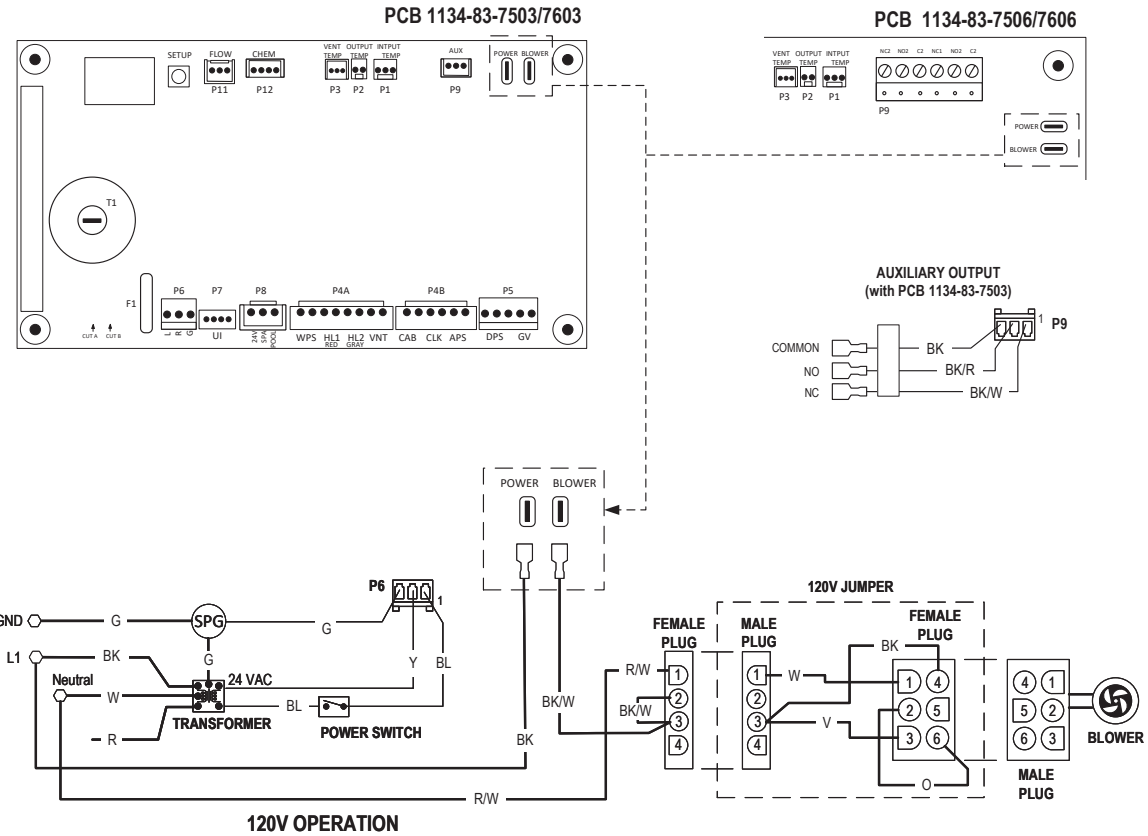 PCB 1134-83-7503/7603
PCB 1134-83-7506/7606
SETUP FLOW CHEM VENT TEMP OUTPUT TEMP INTPUT TEMP AUX POWER BLOWER
P11 P12 P3 P2 P1 P9
T1
F1
P6 P7 P8 P4A P4B P5
L R G UI 24V SPA POOL WPS HL1 RED HL2 GRAY VNT CAB CLK APS DPS GV
CUT A CUT B
VENT TEMP OUTPUT TEMP INTPUT TEMP
P3 P2 P1
NC2 NO2 C2 NC1 NO2 C2
P9
POWER
BLOWER
AUXILIARY OUTPUT
(with PCB 1134-83-7503)
1 P9
COMMON BK
NO BK/R
NC BK/W
POWER BLOWER
P6
1
GND G SPG G
L1 BK G Y BL
24 VAC
Neutral W
TRANSFORMER
R
BL
POWER SWITCH
BK
BK/W
R/W
R/W
BK/W
FEMALE PLUG
1
2
3
4
120V JUMPER
MALE PLUG
1
2
3
4
W
BK
V
O
FEMALE PLUG
1 4
2 5
3 6
4 1
5 2
6 3
MALE PLUG
BLOWER
120V OPERATION